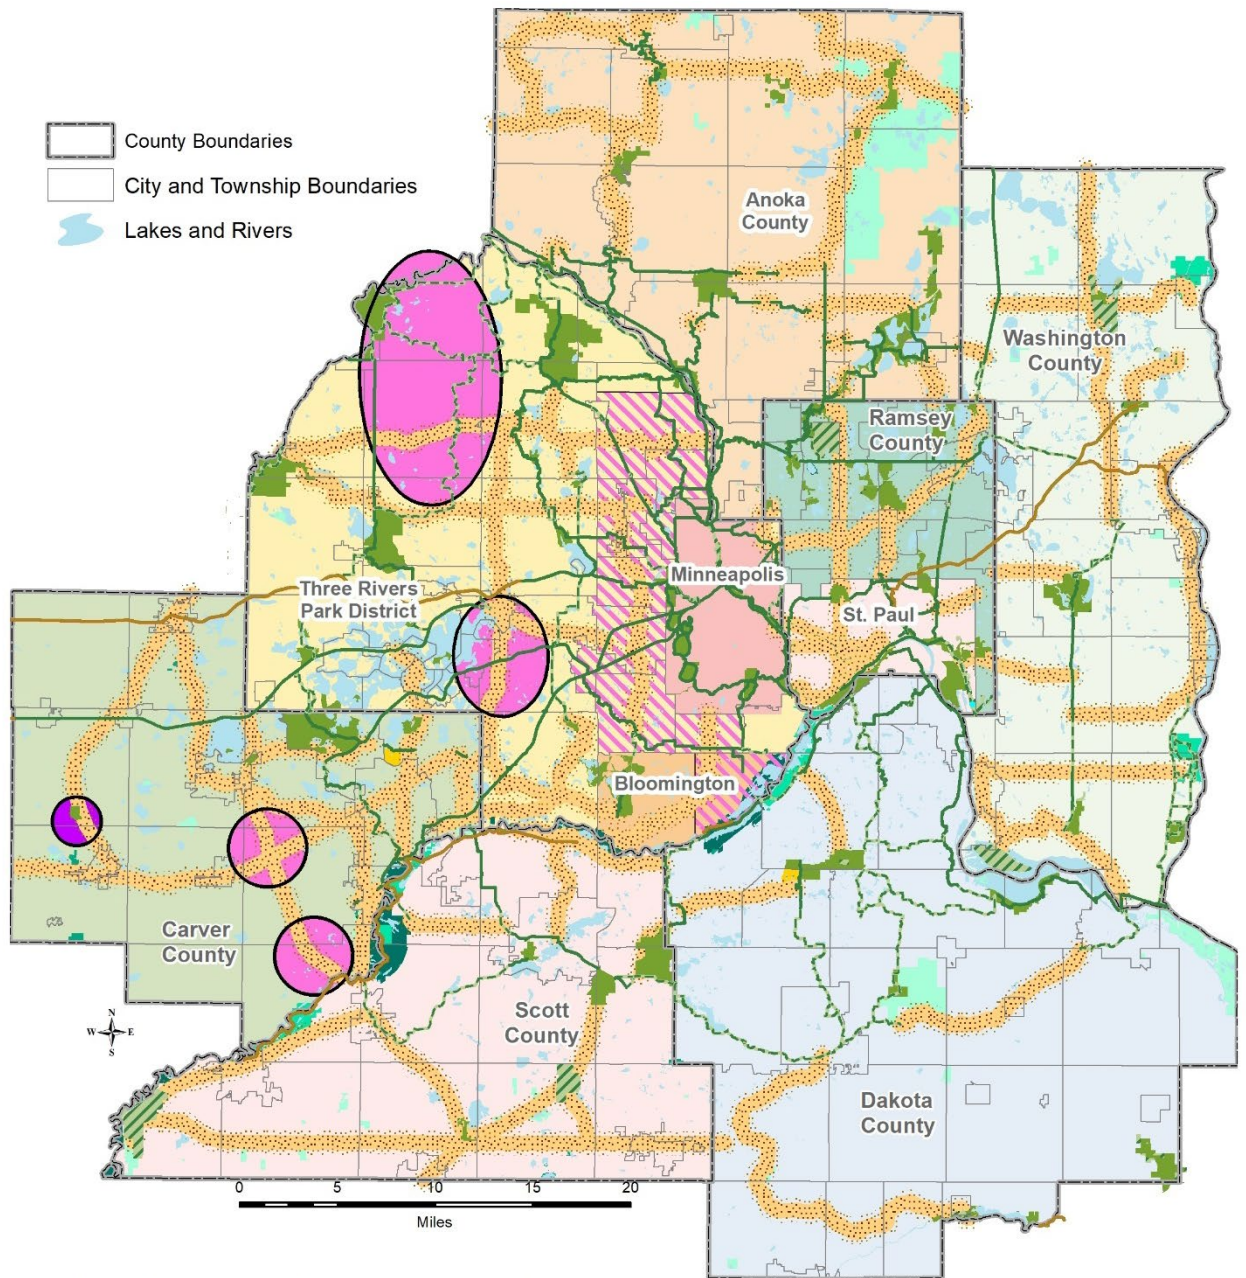 County Boundaries
City and Township Boundaries
Lakes and Rivers
Anoka
County
Washington
County
Ramsey
County
Minneapolis
Three Rivers
Park District
St. Paul
Bloomington
Carver
County
Scott
County
Dakota
County
N
W E
S
0 5 10 15 20
Miles